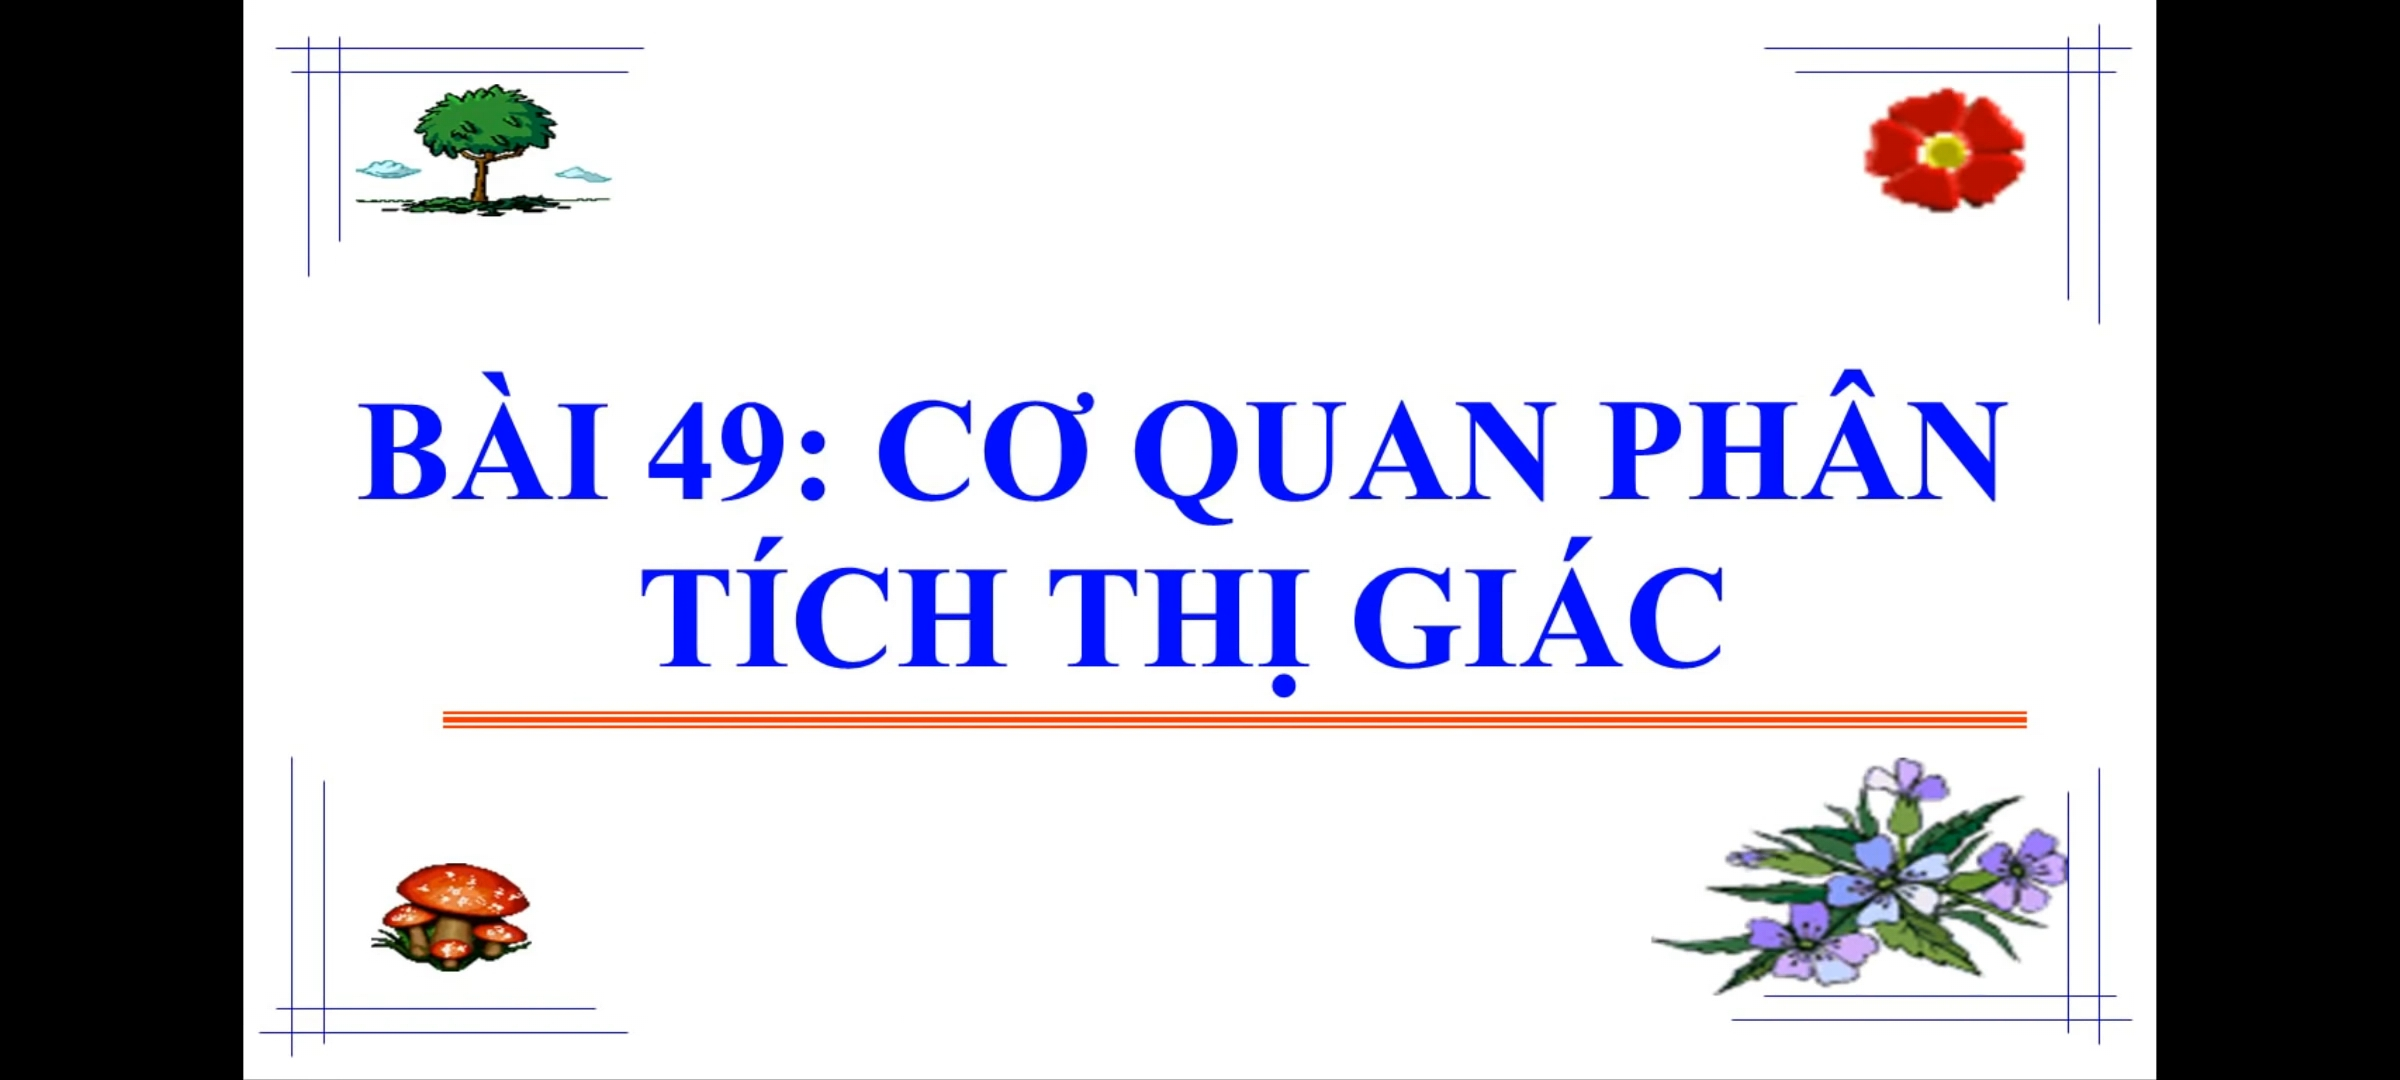 BÀI 49: CƠ QUAN PHÂN
TÍCH THỊ GIÁC